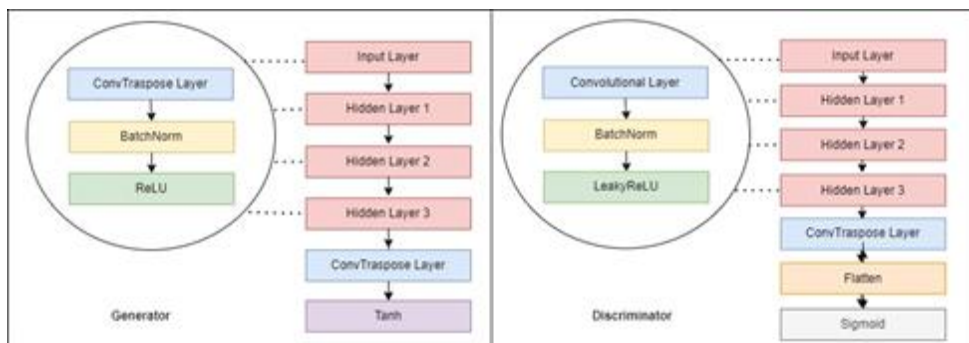 ConvTraspose Layer
BatchNorm
ReLU
Input Layer
Hidden Layer 1
Hidden Layer 2
Hidden Layer 3
ConvTraspose Layer
Tanh
Generator
Convolutional Layer
BatchNorm
LeakyReLU
Input Layer
Hidden Layer 1
Hidden Layer 2
Hidden Layer 3
ConvTraspose Layer
Flatten
Sigmoid
Discriminator